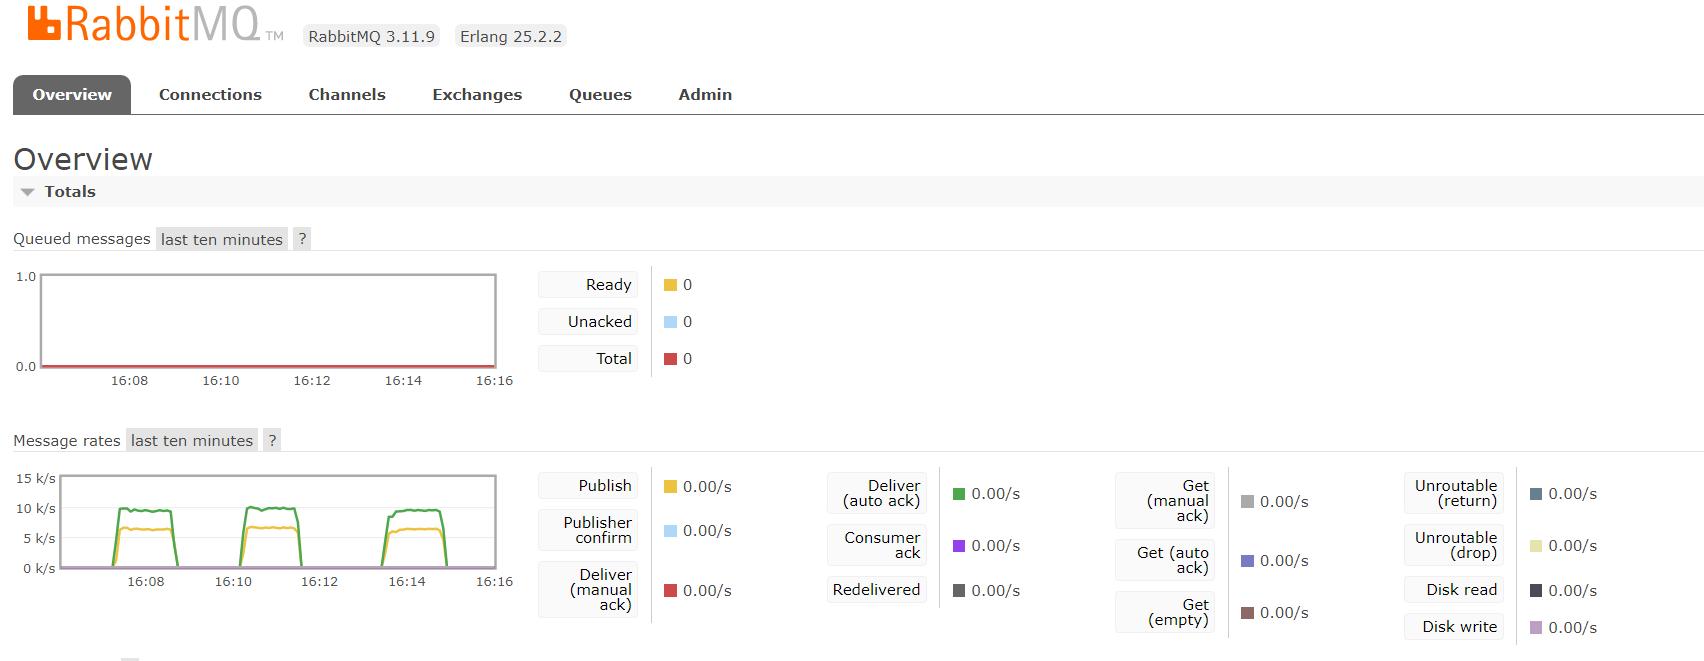 RabbitMQ TM RabbitMQ 3.11.9 Erlang 25.2.2
Overview Connections Channels Exchanges Queues Admin
Overview
Totals
Queued messages last ten minutes ?
1.0
0.0
16:08 16:10 16:12 16:14 16:16
Ready 0
Unacked 0
Total 0
Message rates last ten minutes ?
15 k/s
10 k/s
5 k/s
0 k/s
16:08 16:10 16:12 16:14 16:16
Publish 0.00/s
Publisher
confirm 0.00/s
Deliver
(manual
ack) 0.00/s
Deliver
(auto ack) 0.00/s
Consumer
ack 0.00/s
Redelivered 0.00/s
Get
(manual
ack) 0.00/s
Get (auto
ack) 0.00/s
Get
(empty) 0.00/s
Unroutable
(return) 0.00/s
Unroutable
(drop) 0.00/s
Disk read 0.00/s
Disk write 0.00/s